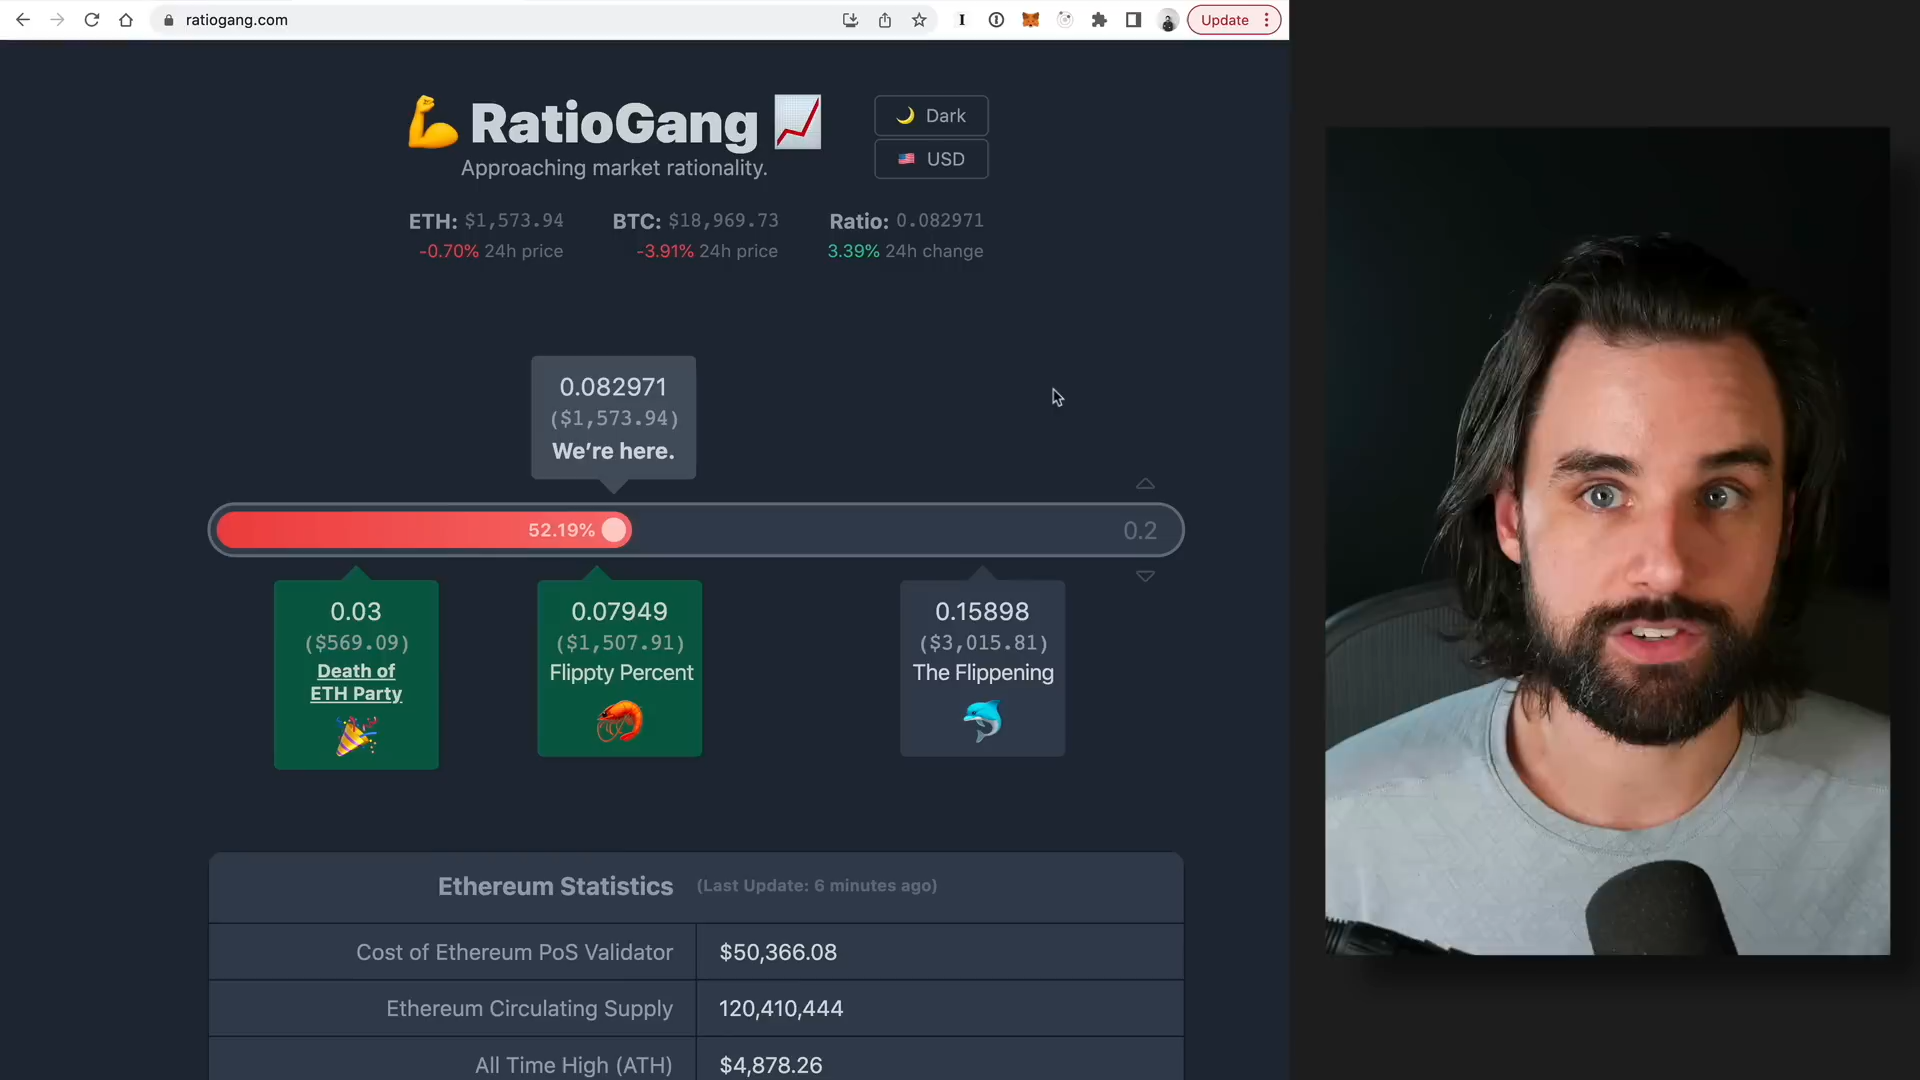 ratiogang.com
Update
RatioGang
Approaching market rationality.
Dark
USD
ETH: $1,573.94
-0.70% 24h price
BTC: $18,969.73
-3.91% 24h price
Ratio: 0.082971
3.39% 24h change
0.082971
($1,573.94)
We're here.
52.19%
0.2
0.03
($569.09)
Death of
ETH Party
0.07949
($1,507.91)
Flippty Percent
0.15898
($3,015.81)
The Flippening
Ethereum Statistics (Last Update: 6 minutes ago)
Cost of Ethereum PoS Validator $50,366.08
Ethereum Circulating Supply 120,410,444
All Time High (ATH) $4,878.26